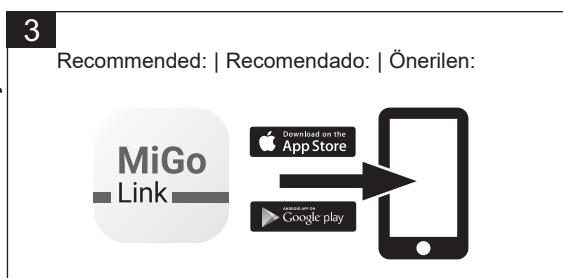 3
Recommended: | Recomendado: | Önerilen:
MiGo
Link
Download on the
App Store
ANDROID APP ON
Google play